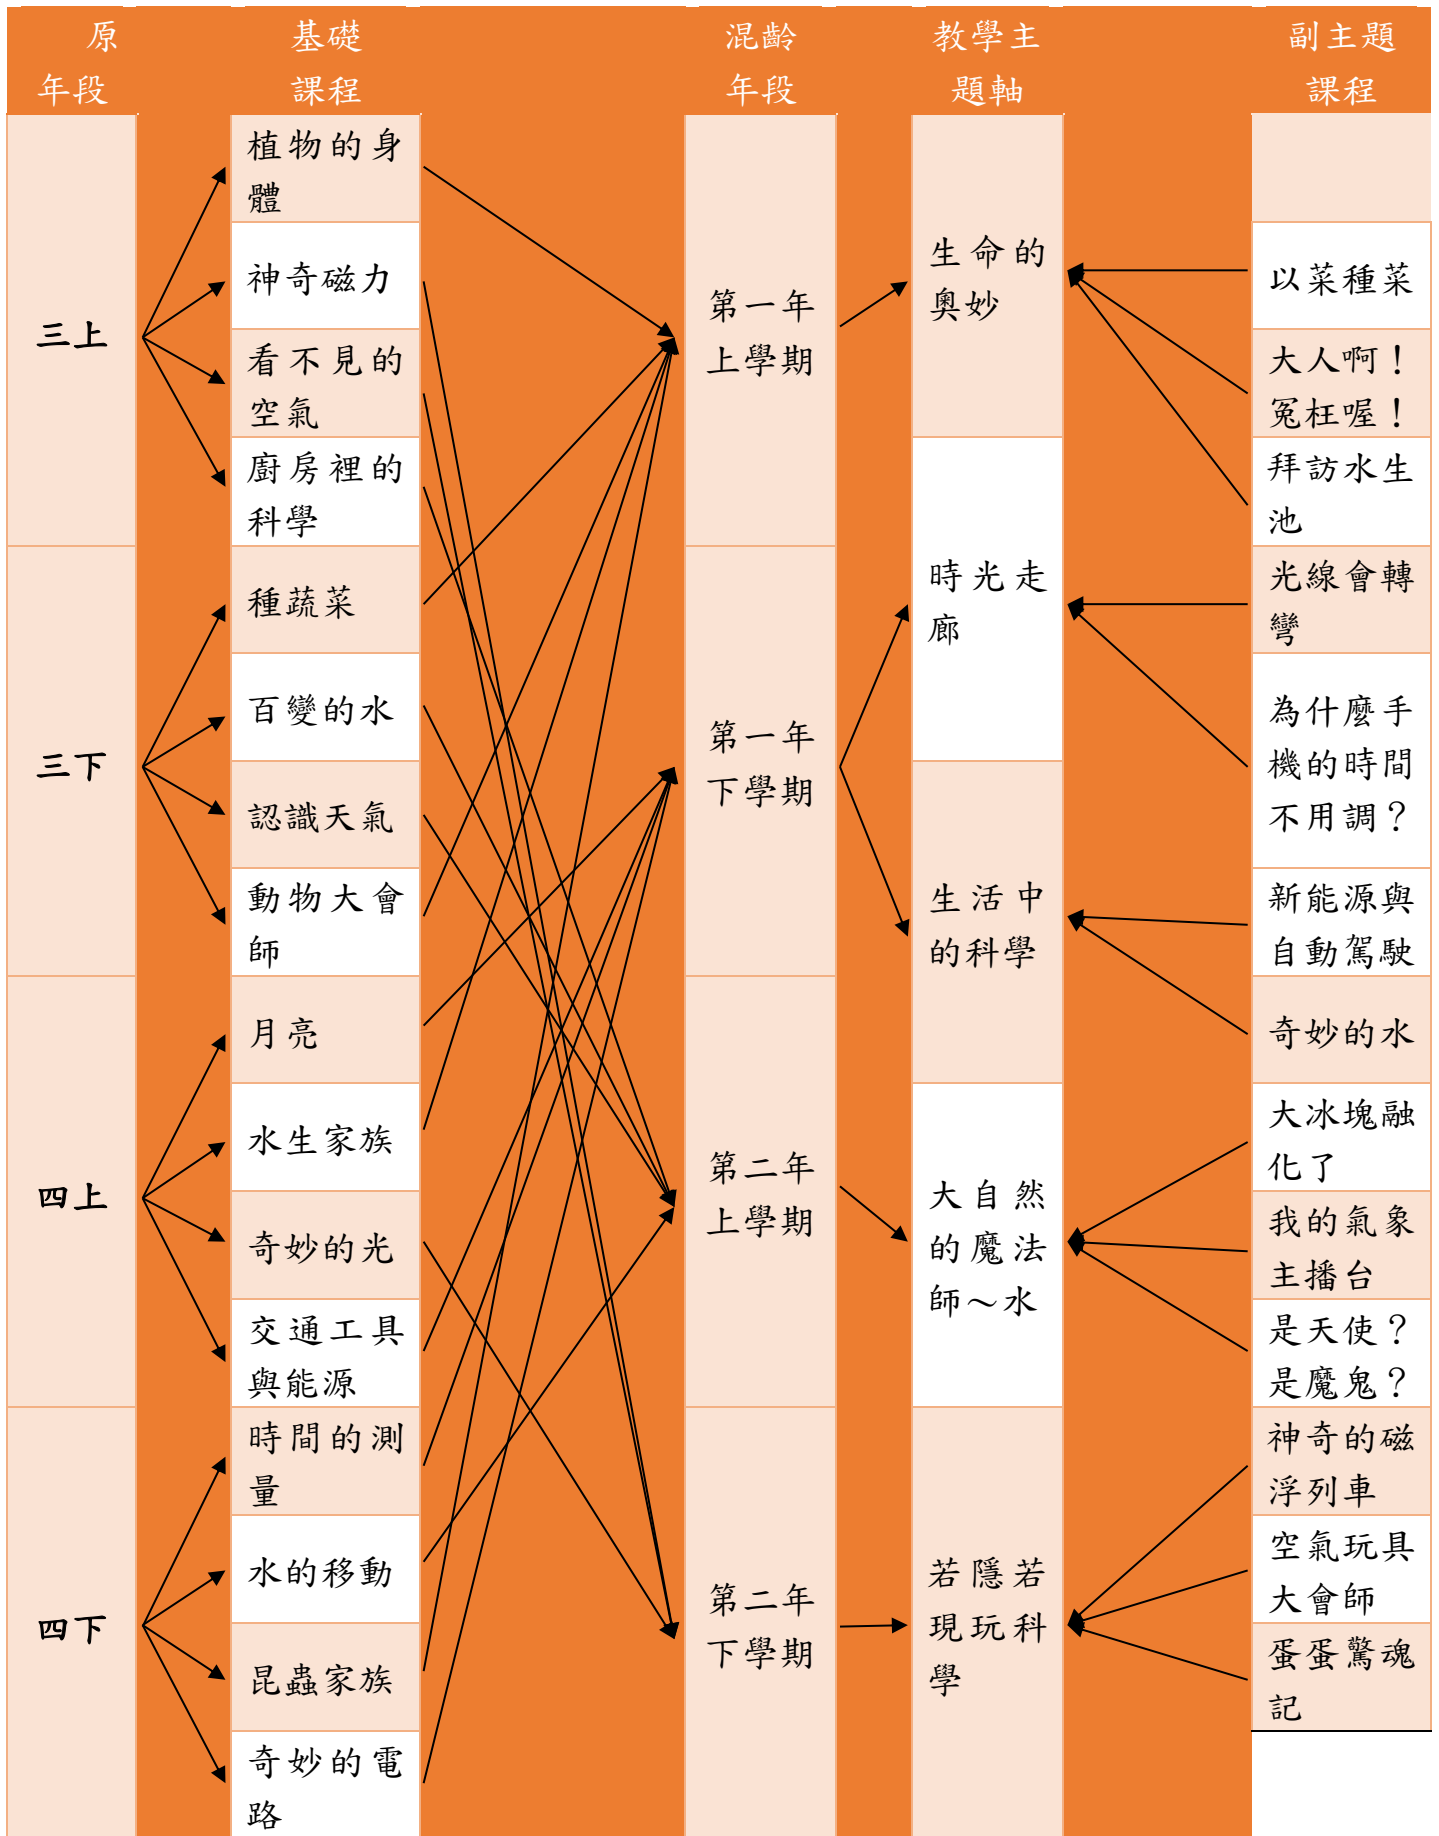 原
年段
基礎
課程
混齡
年段
教學主
題軸
副主題
課程
三上
三下
四上
四下
植物的身
體
神奇磁力
看不見的
空氣
廚房裡的
科學
種蔬菜
百變的水
認識天氣
動物大會
師
月亮
水生家族
奇妙的光
交通工具
與能源
時間的測
量
水的移動
昆蟲家族
奇妙的電
路
第一年
上學期
第一年
下學期
第二年
上學期
第二年
下學期
生命的
奧妙
時光走
廊
生活中
的科學
大自然
的魔法
師～水
若隱若
現玩科
學
以菜種菜
大人啊！
冤枉喔！
拜訪水生
池
光線會轉
彎
為什麼手
機的時間
不用調？
新能源與
自動駕駛
奇妙的水
大冰塊融
化了
我的氣象
主播台
是天使？
是魔鬼？
神奇的磁
浮列車
空氣玩具
大會師
蛋蛋驚魂
記